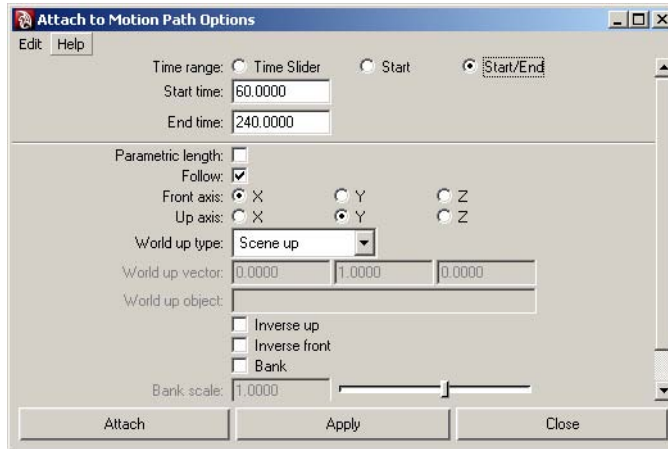 Attach to Motion Path Options
Edit Help
Time range: Time Slider Start Start/End
Start time: 60.0000
End time: 240.0000
Parametric length:
Follow:
Front axis: X Y Z
Up axis: X Y Z
World up type: Scene up
World up vector: 0.0000 1.0000 0.0000
World up object:
Inverse up
Inverse front
Bank
Bank scale: 1.0000
Attach Apply Close